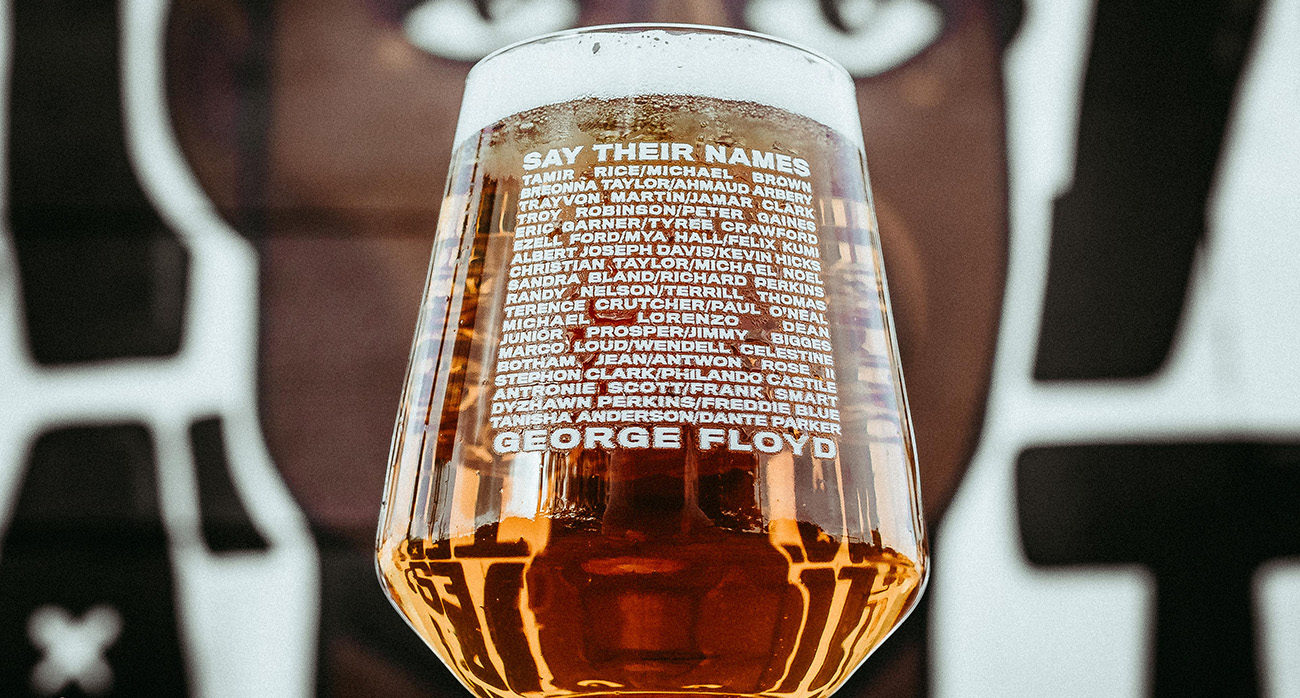 SAY THEIR NAMES
TAMIR RICE/MICHAEL BROWN
BREONNA TAYLOR/AHMAUD ARBERY
TRAYVON MARTIN/JAMAR CLARK
TROY ROBINSON/PETER GAINES
ERIC GARNER/TYREE CRAWFORD
EZELL FORD/MYA HALL/FELIX KUMI
ALBERT JOSEPH DAVIS/KEVIN HICKS
CHRISTIAN TAYLOR/MICHAEL NOEL
SANDRA BLAND/RICHARD PERKINS
RANDY NELSON/TERRILL THOMAS
TERENCE CRUTCHER/PAUL O'NEAL
MICHAEL LORENZO DEAN
JUNIOR PROSPER/JIMMY BIGGES
MARCO LOUD/WENDELL CELESTINE
BOTHAM JEAN/ANTWON ROSE II
STEPHON CLARK/PHILANDO CASTILE
ANTRONIE SCOTT/FRANK SMART
DYZHAWN PERKINS/FREDDIE BLUE
TANISHA ANDERSON/DANTE PARKER
GEORGE FLOYD